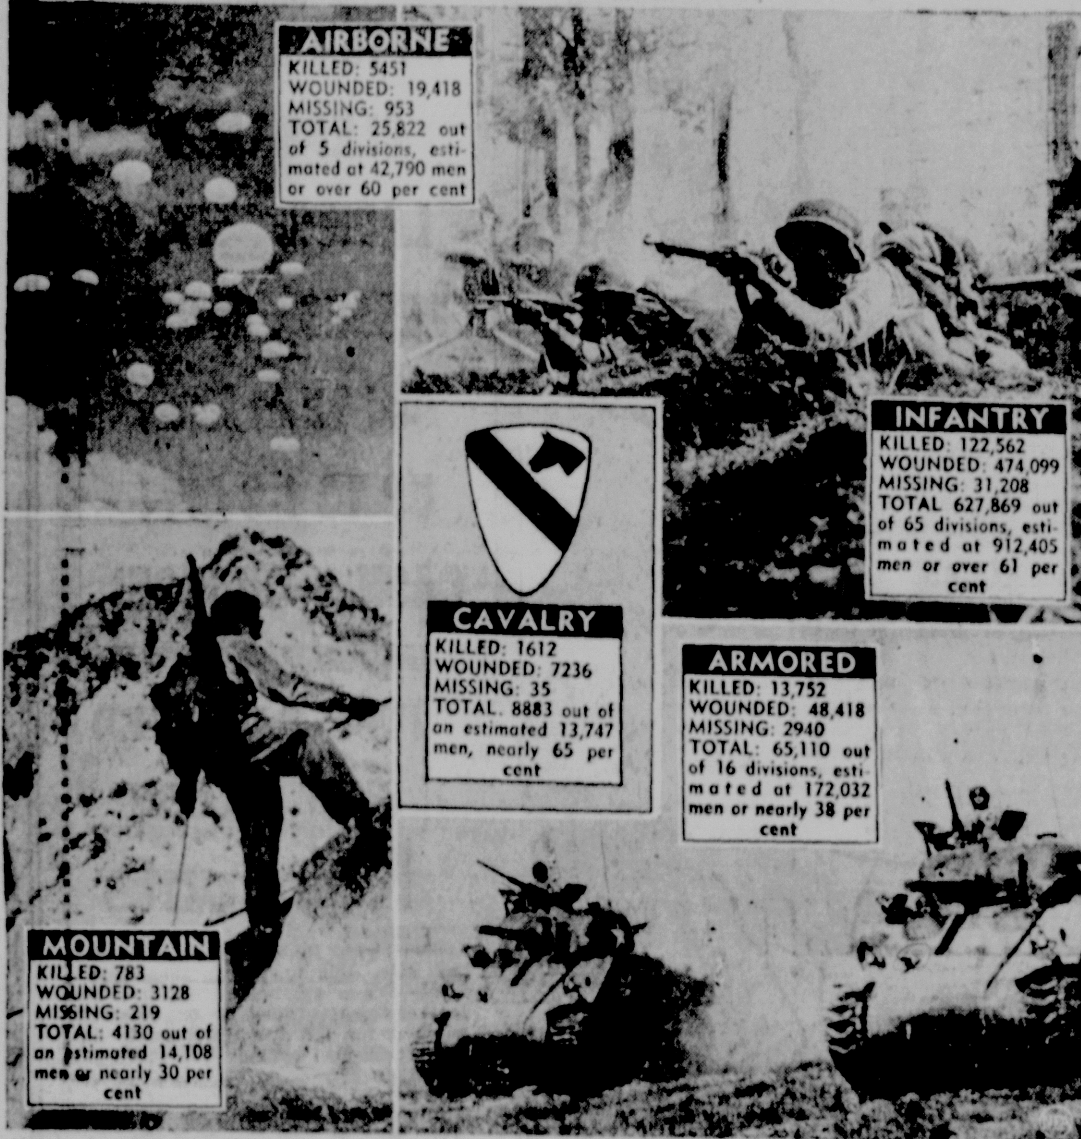 AIRBORNE
KILLED: 5451
WOUNDED: 19,418
MISSING: 953
TOTAL: 25,822 out
of 5 divisions, esti-
mated at 42,790 men
or over 60 per cent
INFANTRY
KILLED: 122,562
WOUNDED: 474,099
MISSING: 31,208
TOTAL 627,869 out
of 65 divisions, esti-
mated at 912,405
men or over 61 per
cent
CAVALRY
KILLED: 1612
WOUNDED: 7236
MISSING: 35
TOTAL. 8883 out of
an estimated 13,747
men, nearly 65 per
cent
ARMORED
KILLED: 13,752
WOUNDED: 48,418
MISSING: 2940
TOTAL: 65,110 out
of 16 divisions, esti-
mated at 172,032
men or nearly 38 per
cent
MOUNTAIN
KILLED: 783
WOUNDED: 3128
MISSING: 219
TOTAL: 4130 out of
an estimated 14,108
men or nearly 30 per
cent